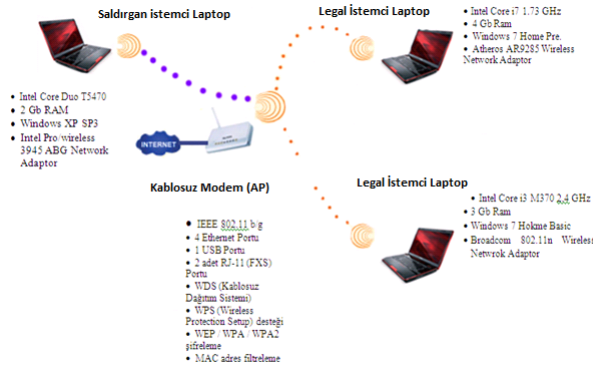 Saldırgan istemci Laptop
• Intel Core Duo T5470
• 2 Gb RAM
• Windows XP SP3
• Intel Pro/wireless
3945 ABG Network
Adaptor
Legal İstemci Laptop
• Intel Core i7 1.73 GHz
• 4 Gb Ram
• Windows 7 Home Pre.
• Atheros AR9285 Wireless
Network Adaptor
INTERNET
Kablosuz Modem (AP)
• IEEE 802.11 b/g
• 4 Ethernet Portu
• 1 USB Portu
• 2 adet RJ-11 (FXS)
Portu
• WDS (Kablosuz
Dağıtım Sistemi)
• WPS (Wireless
Protection Setup) desteği
• WEP / WPA / WPA2
şifreleme
• MAC adres filtreleme
Legal İstemci Laptop
• Intel Core i3 M370 2,4 GHz
• 3 Gb Ram
• Windows 7 Hokme Basic
• Broadcom 802.11n Wireless
Netwrok Adaptor